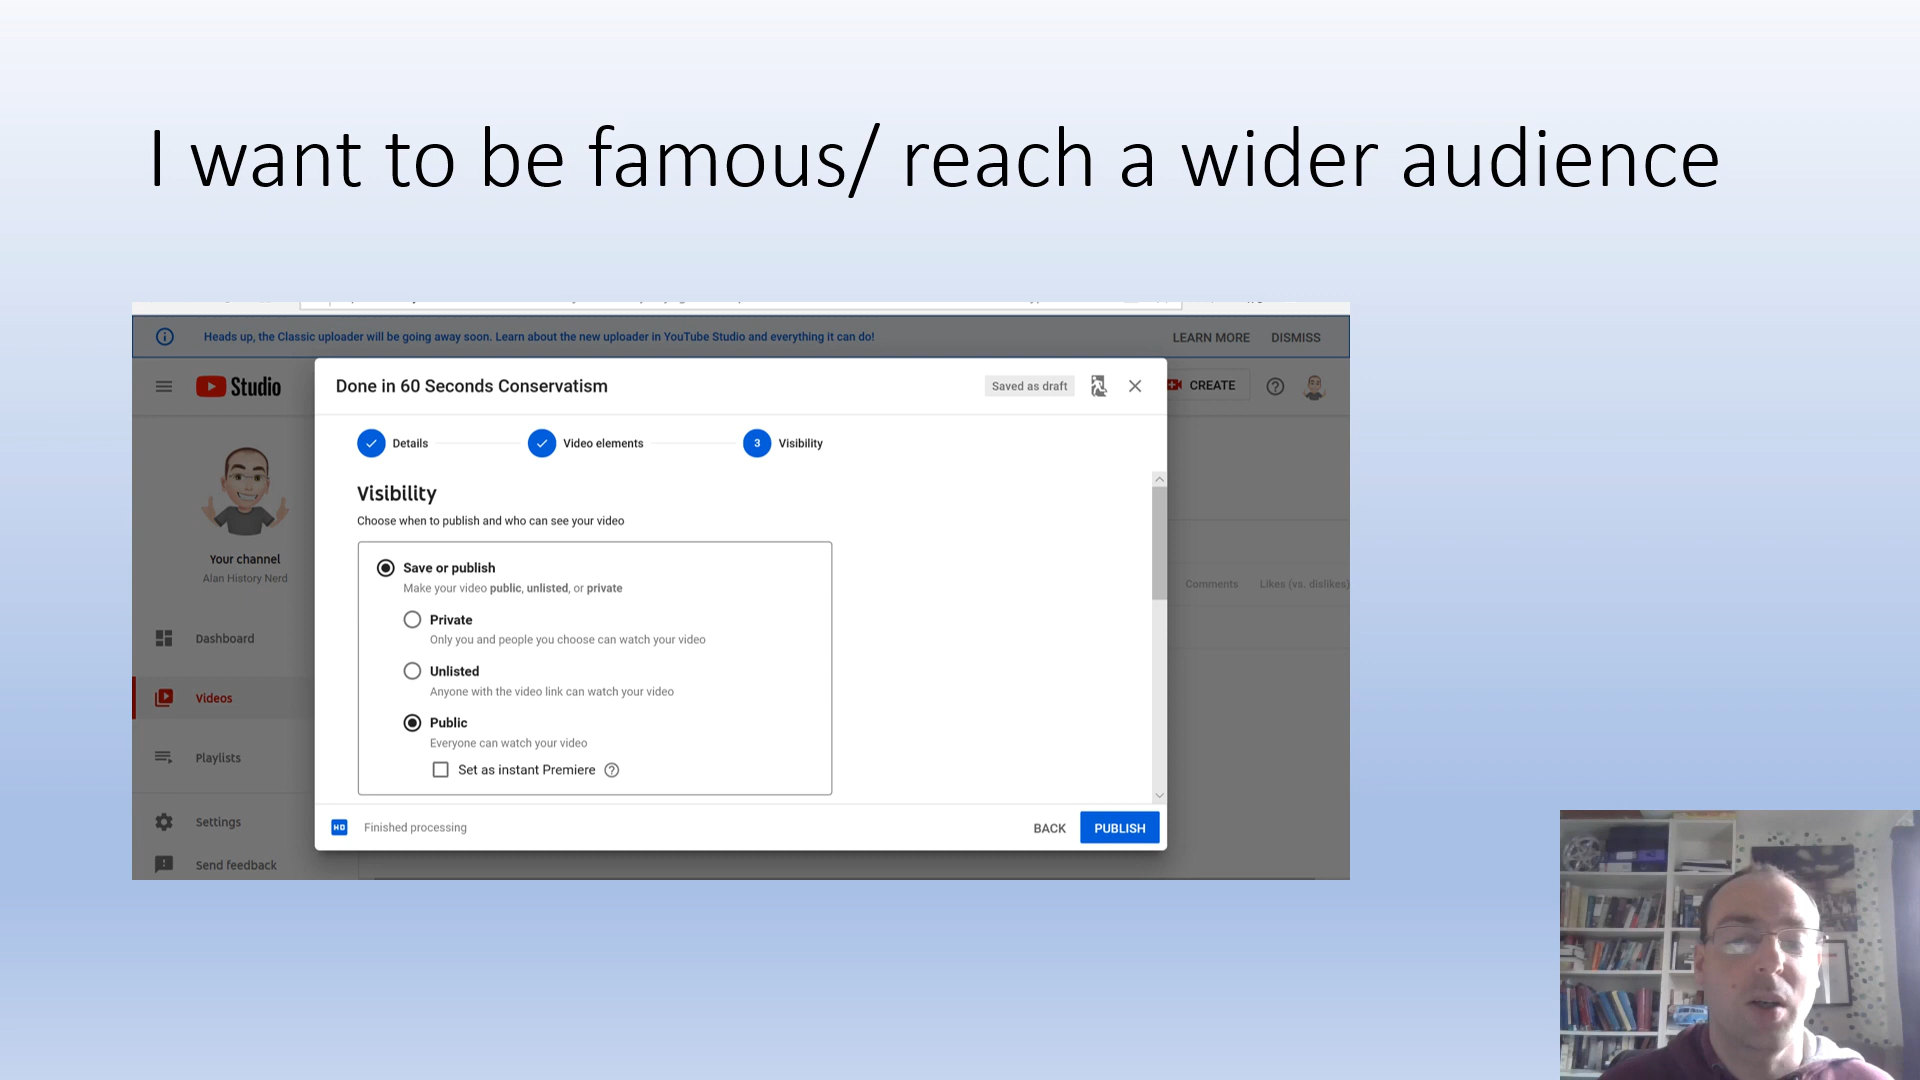 I want to be famous/ reach a wider audience
Heads up, the Classic uploader will be going away soon. Learn about the new uploader in YouTube Studio and everything it can do!
LEARN MORE
DISMISS
Studio
Done in 60 Seconds Conservatism
Saved as draft
CREATE
Details
Video elements
3
Visibility
Visibility
Choose when to publish and who can see your video
Your channel
Alan History Nerd
Save or publish
Make your video public, unlisted, or private
Comments
Likes (vs. dislikes)
Private
Only you and people you choose can watch your video
Dashboard
Unlisted
Anyone with the video link can watch your video
Videos
Public
Everyone can watch your video
Playlists
Set as instant Premiere
Settings
HD
Finished processing
BACK
PUBLISH
Send feedback